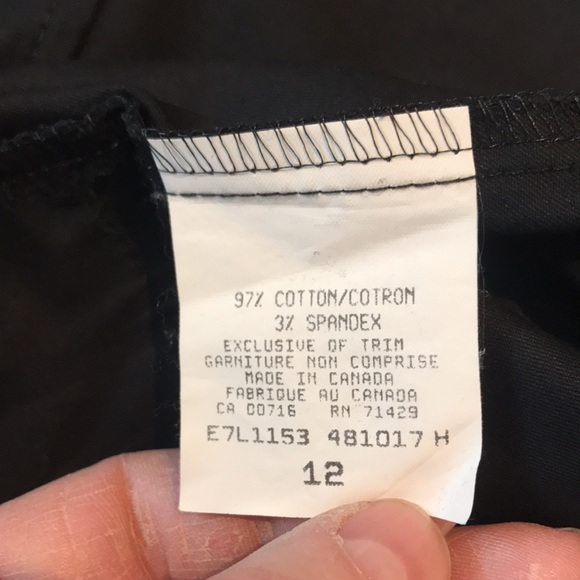 97% COTTON/COTRON
3% SPANDEX
EXCLUSIVE OF TRIM
GARNITURE NON COMPRISE
MADE IN CANADA
FABRIQUE AU CANADA
CA 00716 RN 71429
E7L1153 481017 H
12